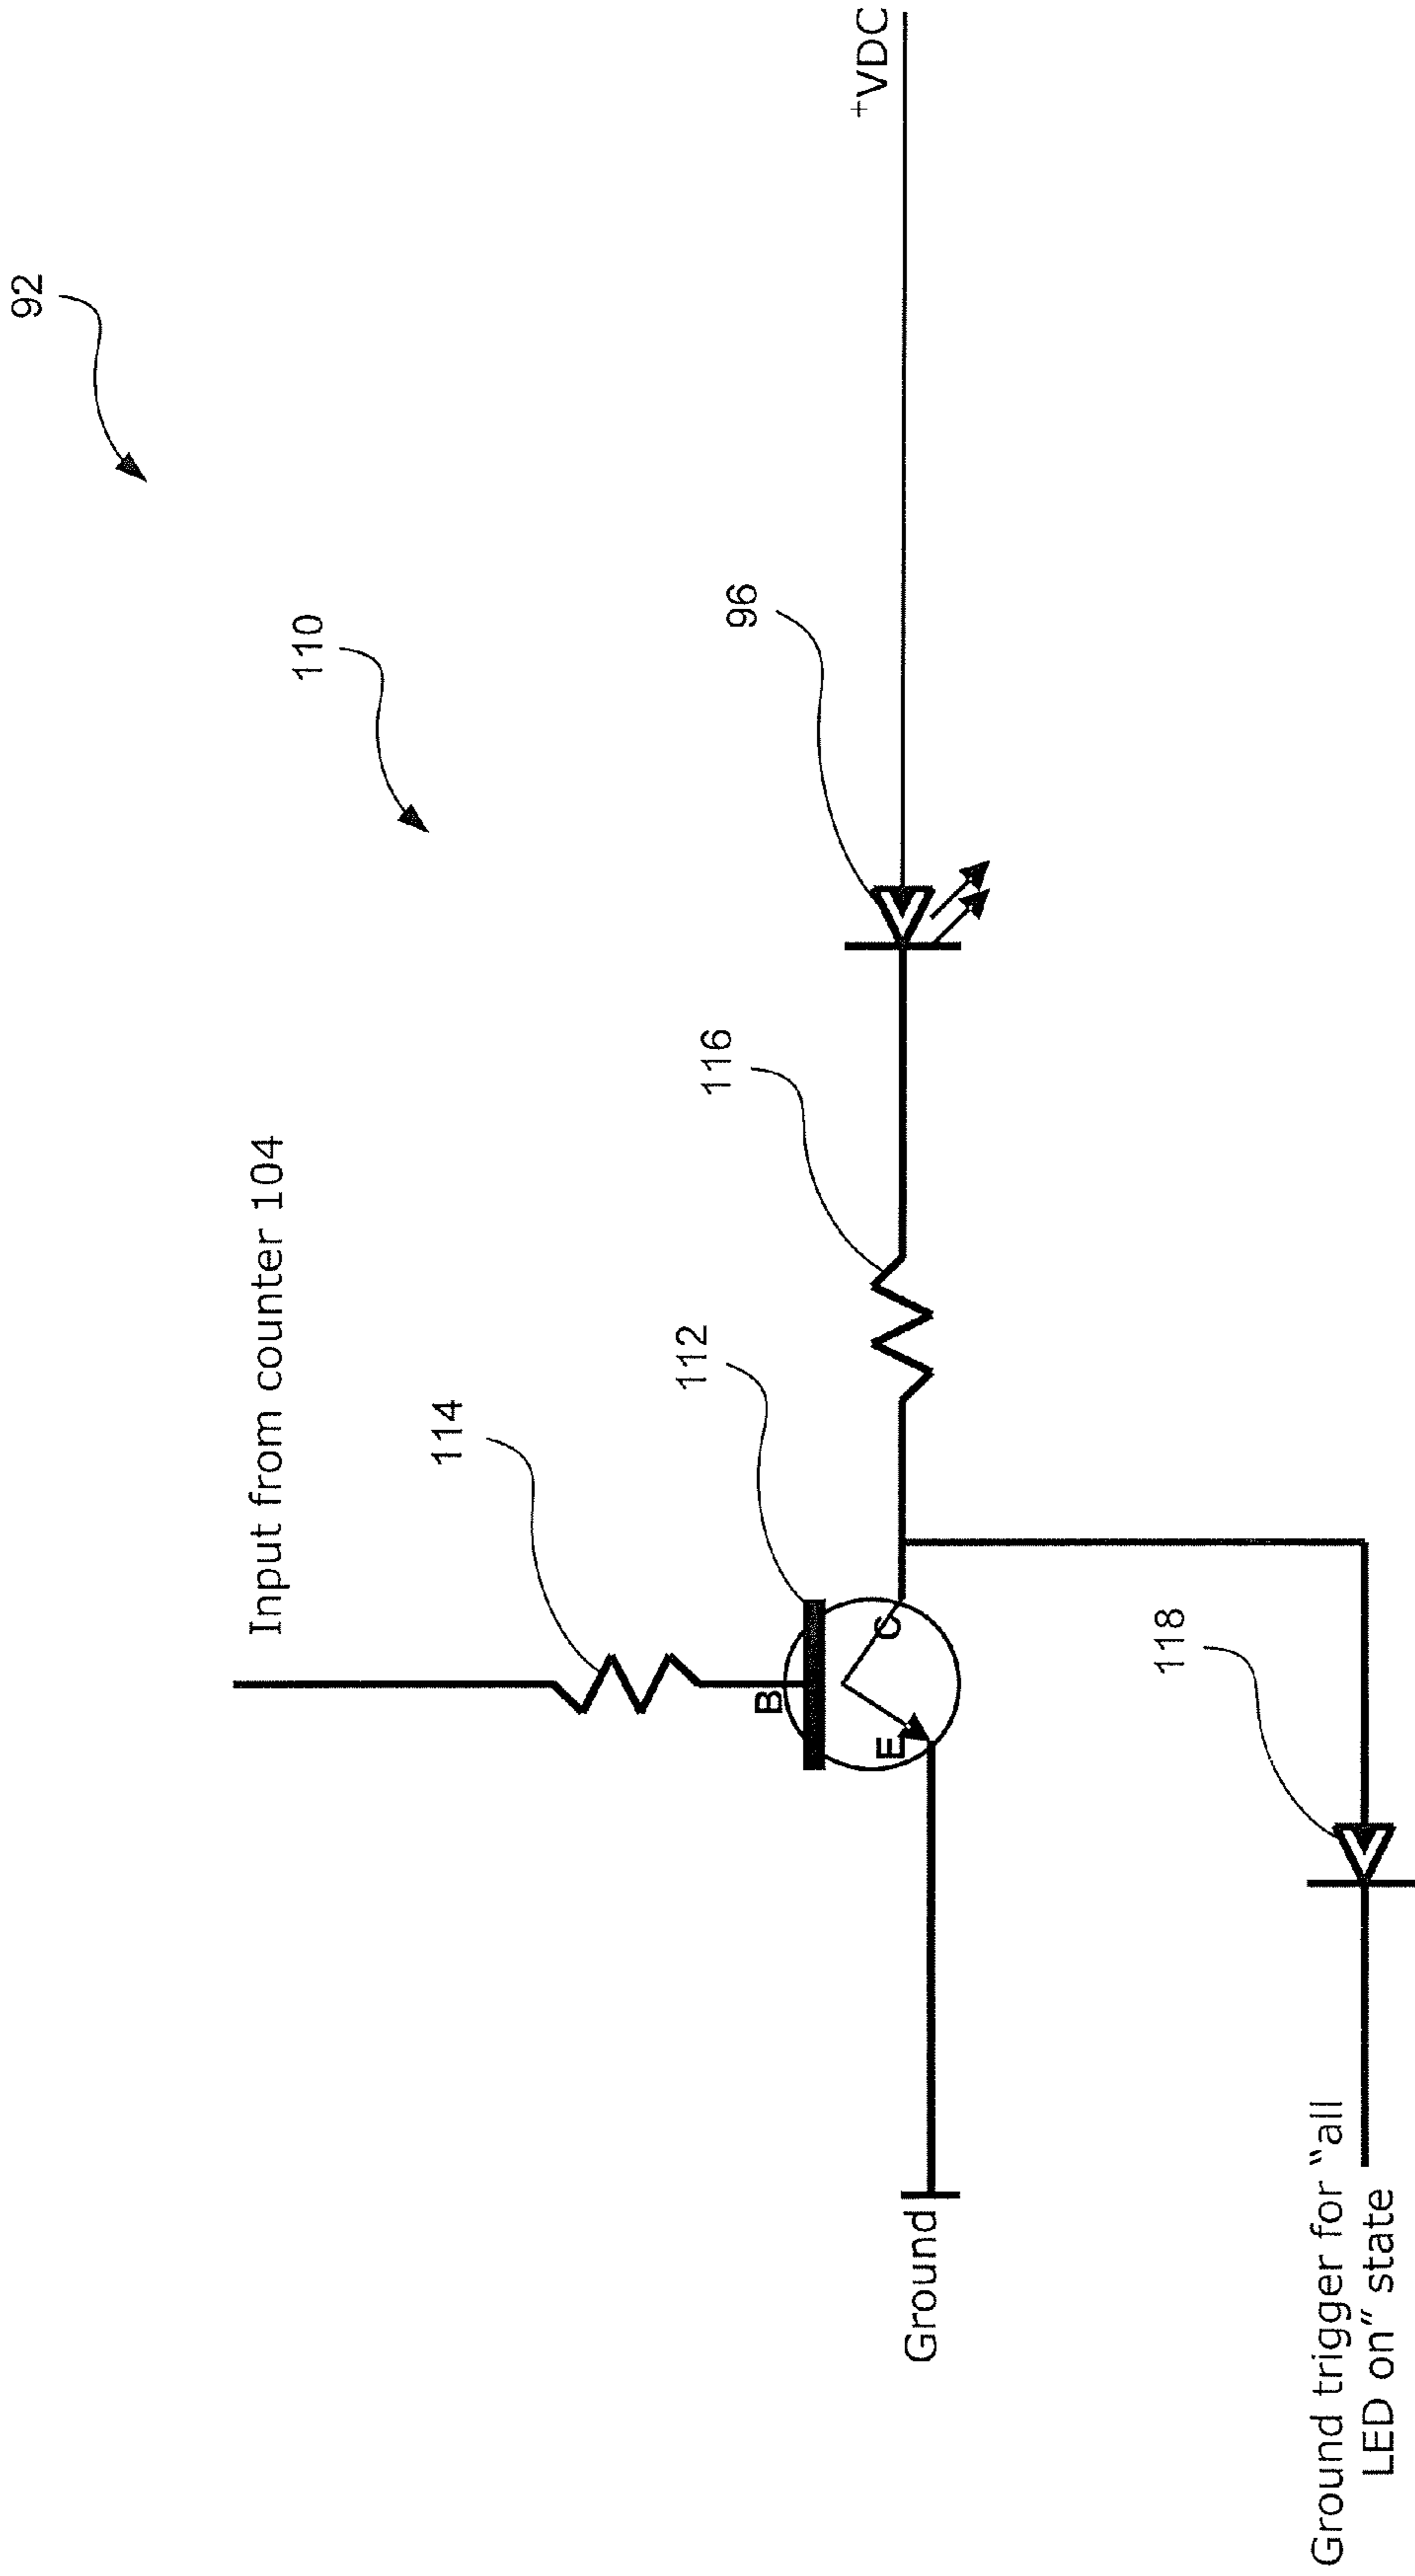 92
110
Input from counter 104
114
112
116
96
+VDC
B
E
C
Ground
118
Ground trigger for “all
LED on” state